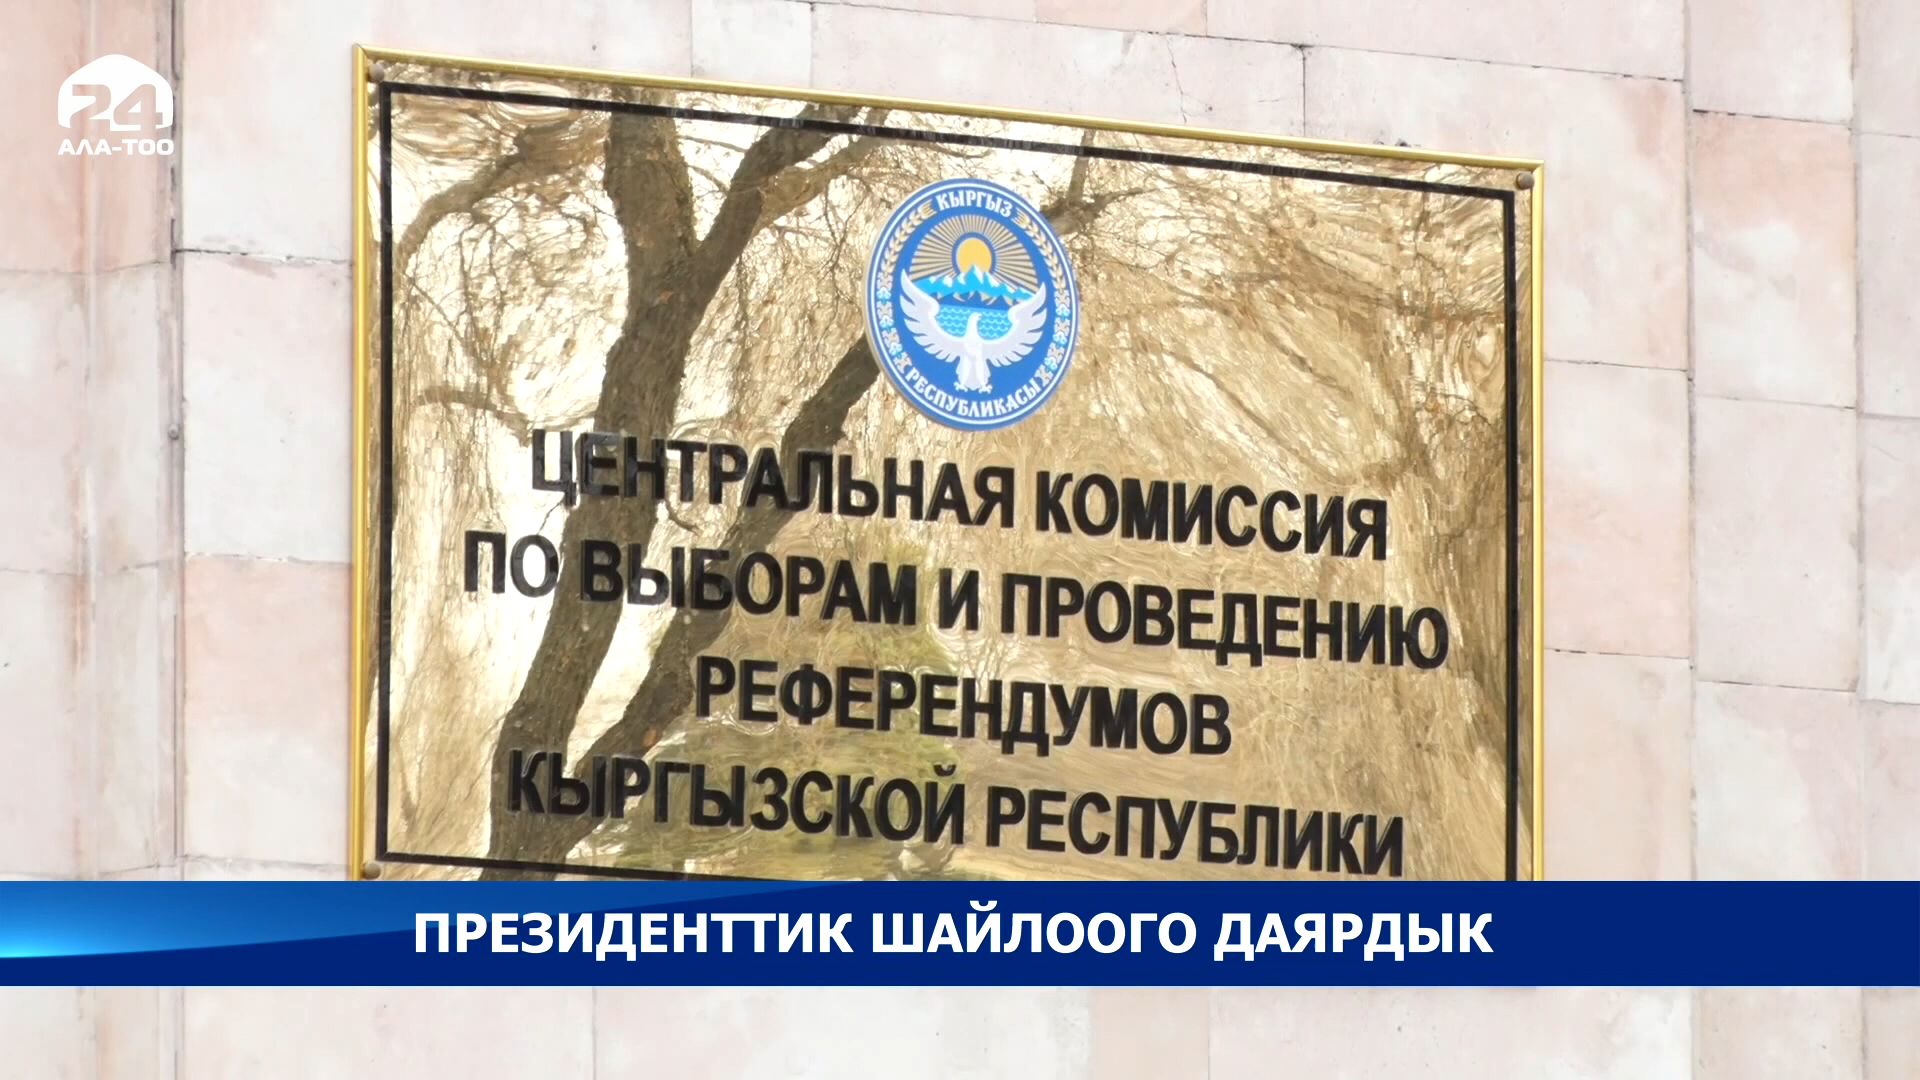 24
АЛА-ТОО
КЫРГЫЗ
РЕСПУБЛИКАСЫ
ЦЕНТРАЛЬНАЯ КОМИССИЯ
ПО ВЫБОРАМ И ПРОВЕДЕНИЮ
РЕФЕРЕНДУМОВ
КЫРГЫЗСКОЙ РЕСПУБЛИКИ
ПРЕЗИДЕНТТИК ШАЙЛООГО ДАЯРДЫК